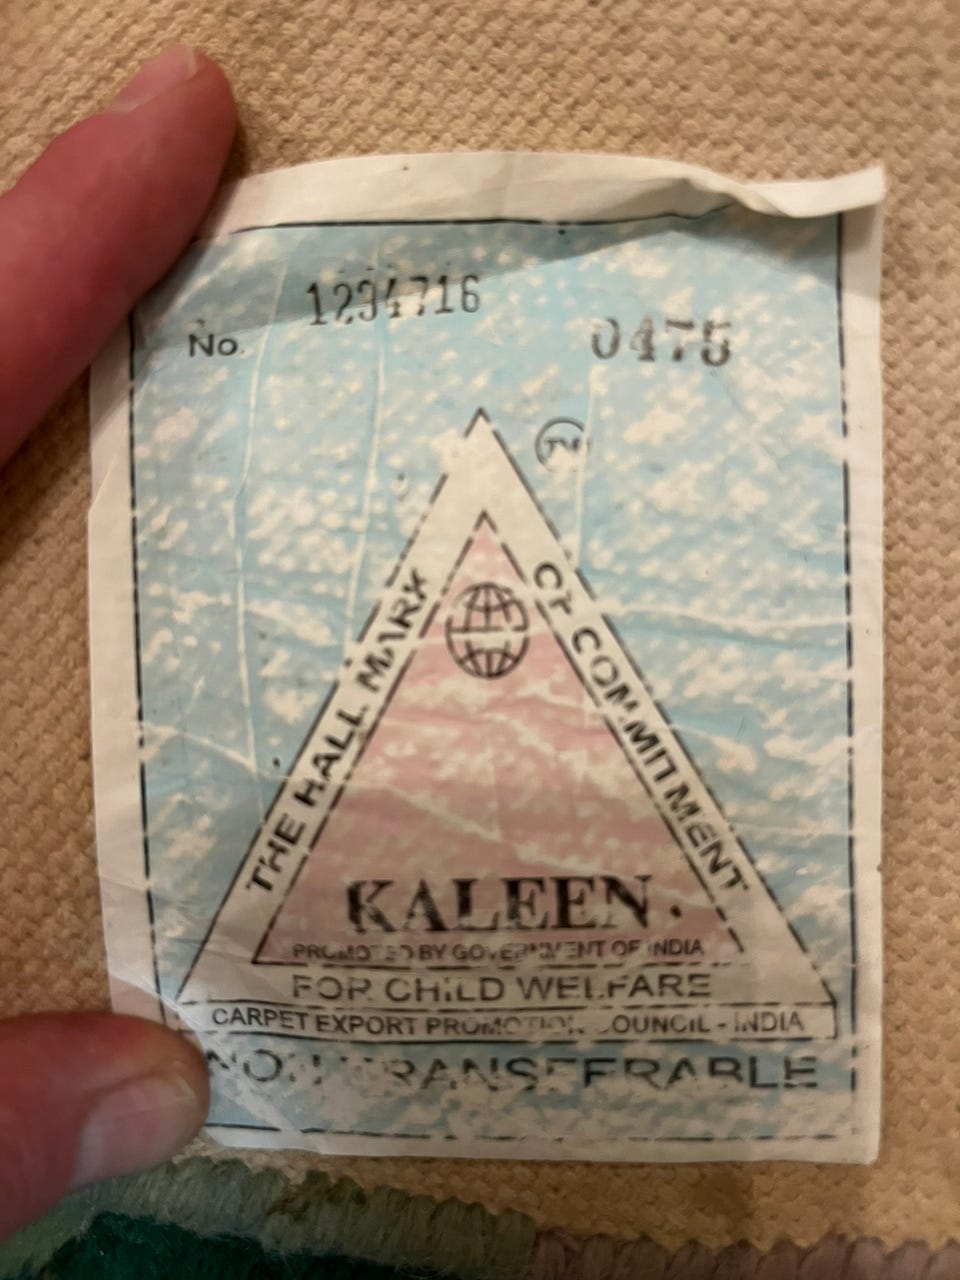 1234716
No.
0475
TM
THE HALL MARK
OF COMMITMENT
KALEEN.
PROMOTED BY GOVERNMENT OF INDIA
FOR CHILD WELFARE
CARPET EXPORT PROMOTION COUNCIL - INDIA
NON TRANSFERABLE